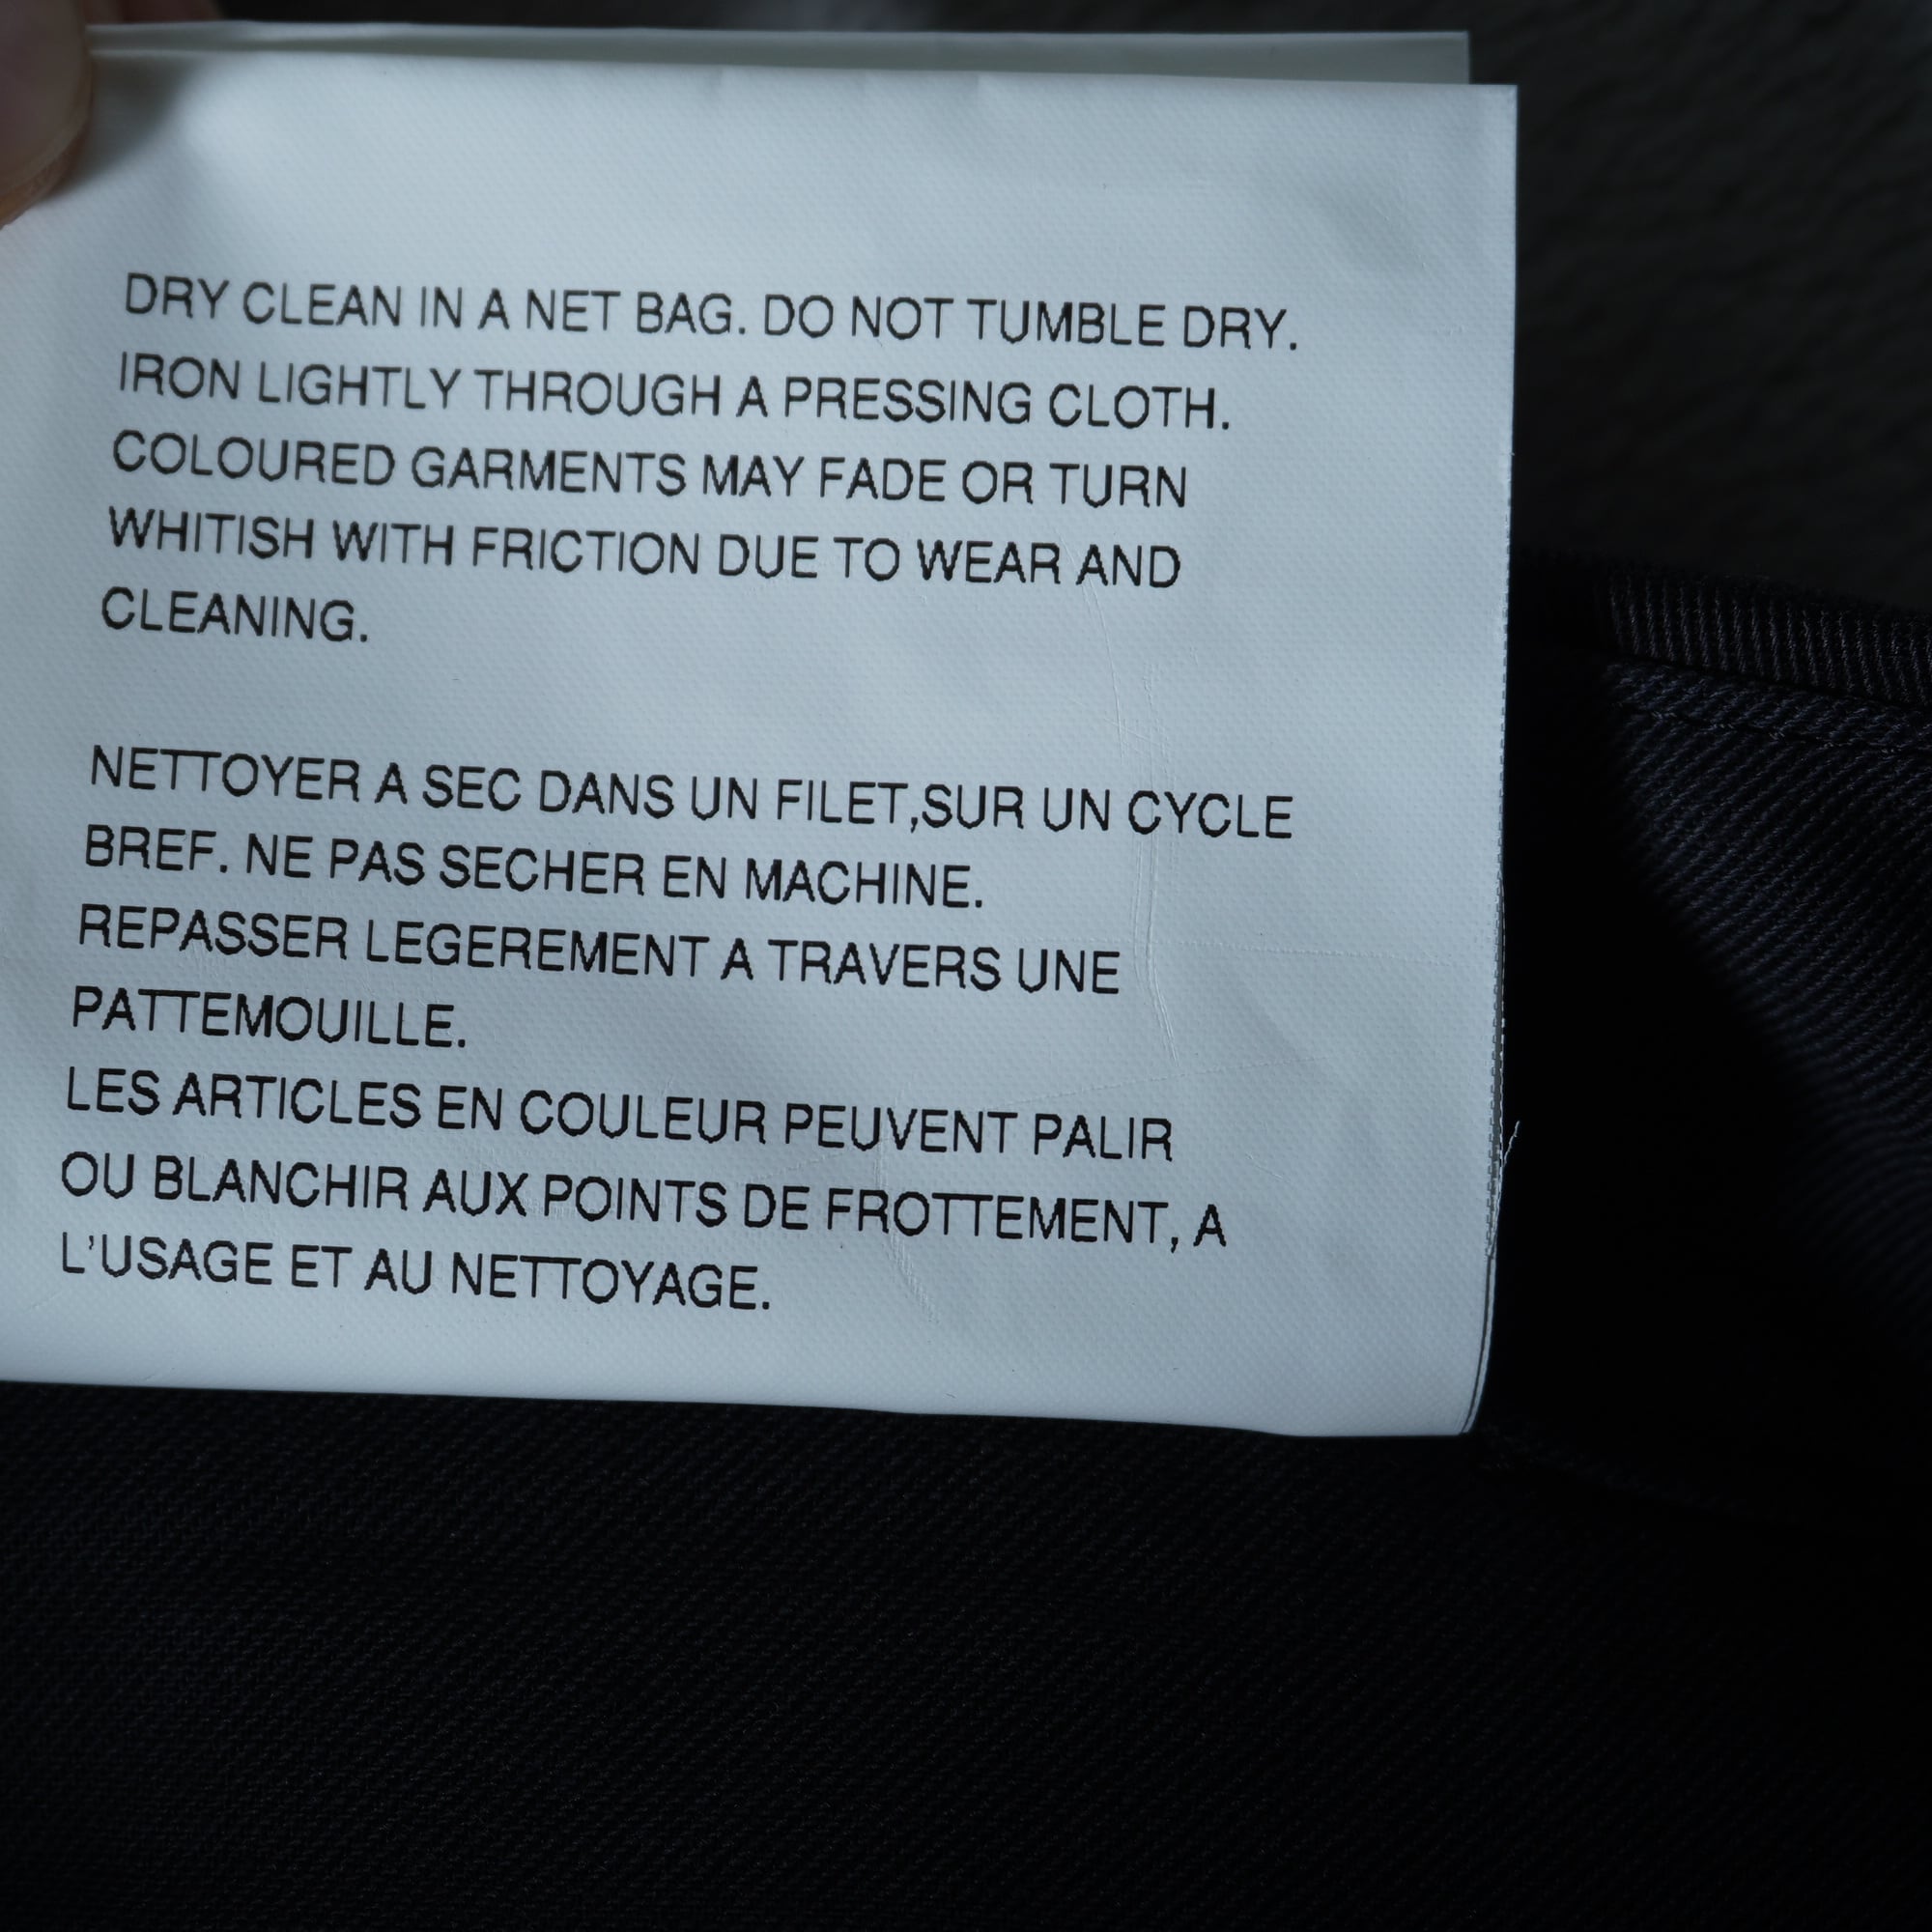 DRY CLEAN IN A NET BAG. DO NOT TUMBLE DRY.
IRON LIGHTLY THROUGH A PRESSING CLOTH.
COLOURED GARMENTS MAY FADE OR TURN
WHITISH WITH FRICTION DUE TO WEAR AND
CLEANING.
NETTOYER A SEC DANS UN FILET,SUR UN CYCLE
BREF. NE PAS SECHER EN MACHINE.
REPASSER LEGEREMENT A TRAVERS UNE
PATTEMOUILLE.
LES ARTICLES EN COULEUR PEUVENT PALIR
OU BLANCHIR AUX POINTS DE FROTTEMENT, A
L'USAGE ET AU NETTOYAGE.